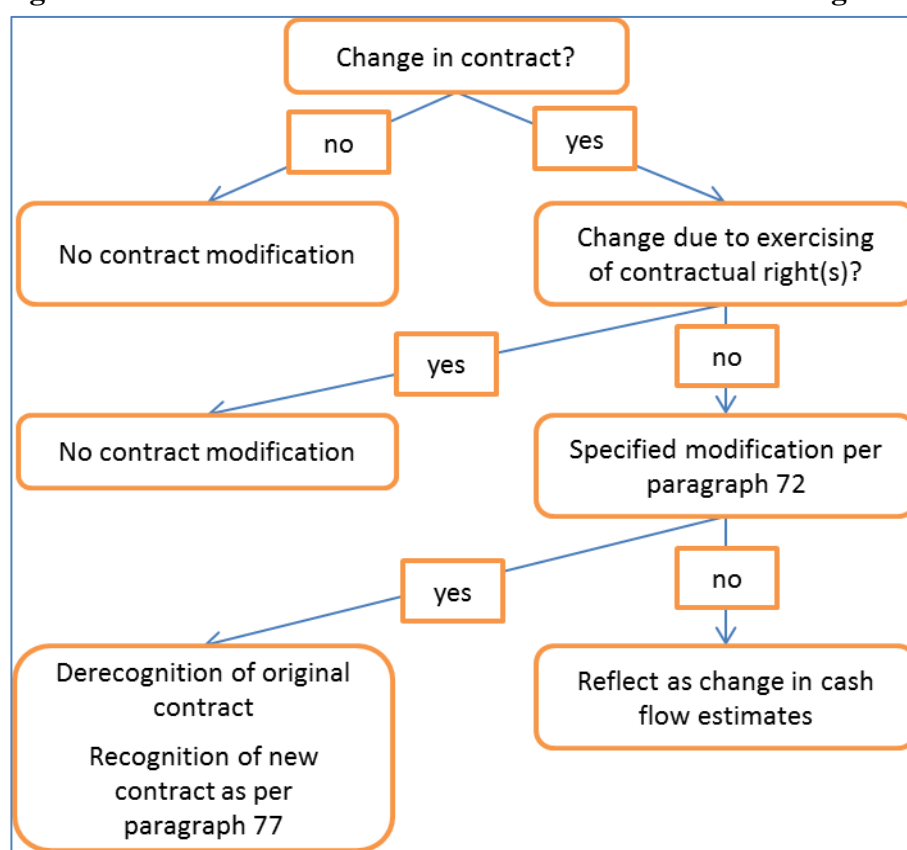 Change in contract?
no
yes
No contract modification
Change due to exercising
of contractual right(s)?
yes
no
No contract modification
Specified modification per
paragraph 72
yes
no
Derecognition of original
contract
Recognition of new
contract as per
paragraph 77
Reflect as change in cash
flow estimates